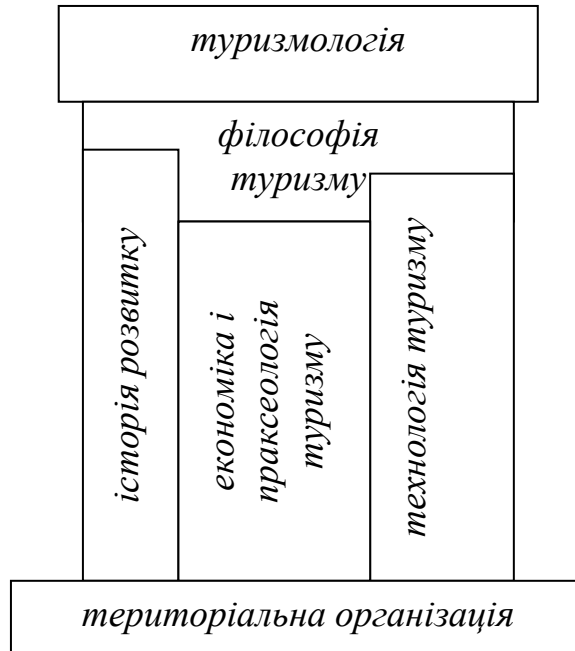 туризмологія
філософія
туризму
історія розвитку
економіка і
праксеологія
туризму
технологія туризму
територіальна організація